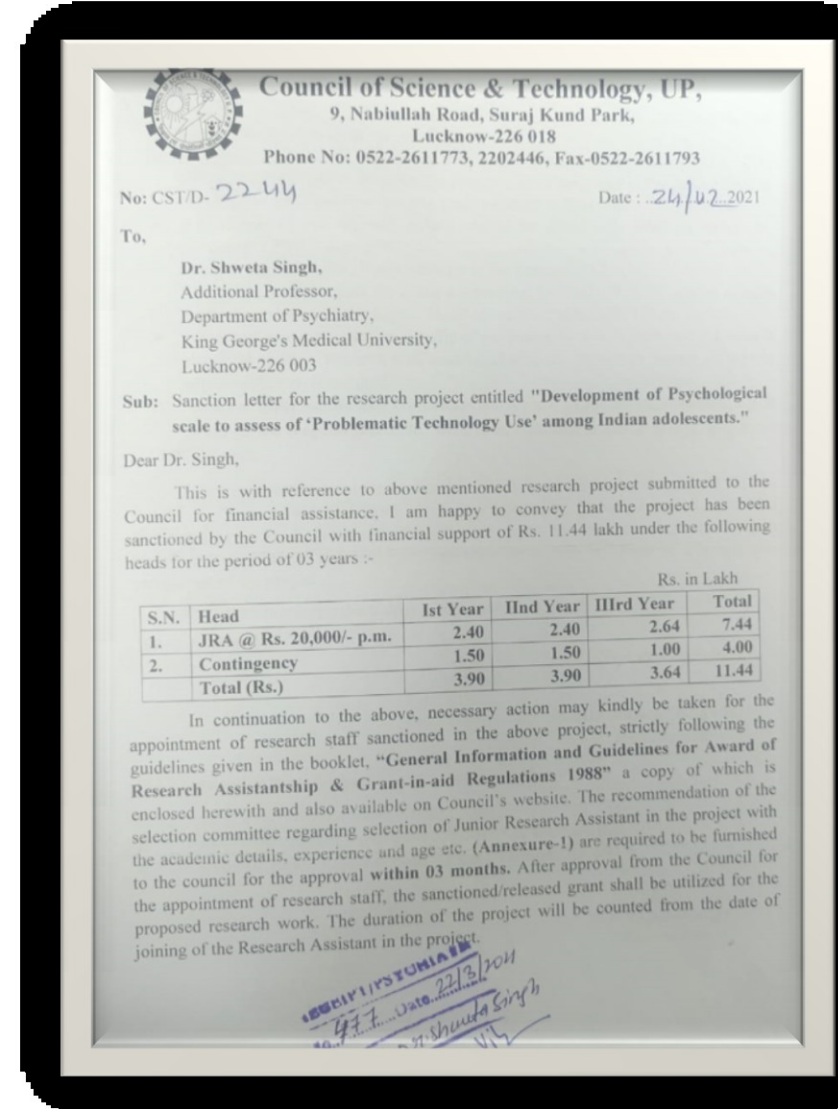 Council of Science & Technology, UP,
9, Nabiullah Road, Suraj Kund Park,
Lucknow-226 018
Phone No: 0522-2611773, 2202446, Fax-0522-2611793
No: CST/D- 2244 Date : ..24/02..2021
To,
Dr. Shweta Singh,
Additional Professor,
Department of Psychiatry,
King George's Medical University,
Lucknow-226 003
Sub: Sanction letter for the research project entitled "Development of Psychological
scale to assess of ‘Problematic Technology Use’ among Indian adolescents."
Dear Dr. Singh,
This is with reference to above mentioned research project submitted to the
Council for financial assistance. I am happy to convey that the project has been
sanctioned by the Council with financial support of Rs. 11.44 lakh under the following
heads for the period of 03 years :-
Rs. in Lakh
S.N. Head Ist Year IInd Year IIIrd Year Total
1. JRA @ Rs. 20,000/- p.m. 2.40 2.40 2.64 7.44
2. Contingency 1.50 1.50 1.00 4.00
Total (Rs.) 3.90 3.90 3.64 11.44
In continuation to the above, necessary action may kindly be taken for the
appointment of research staff sanctioned in the above project, strictly following the
guidelines given in the booklet, “General Information and Guidelines for Award of
Research Assistantship & Grant-in-aid Regulations 1988” a copy of which is
enclosed herewith and also available on Council's website. The recommendation of the
selection committee regarding selection of Junior Research Assistant in the project with
the academic details, experience and age etc. (Annexure-1) are required to be furnished
to the council for the approval within 03 months. After approval from the Council for
the appointment of research staff, the sanctioned/released grant shall be utilized for the
proposed research work. The duration of the project will be counted from the date of
joining of the Research Assistant in the project.
477 Date 22/3/
Shweta Singh